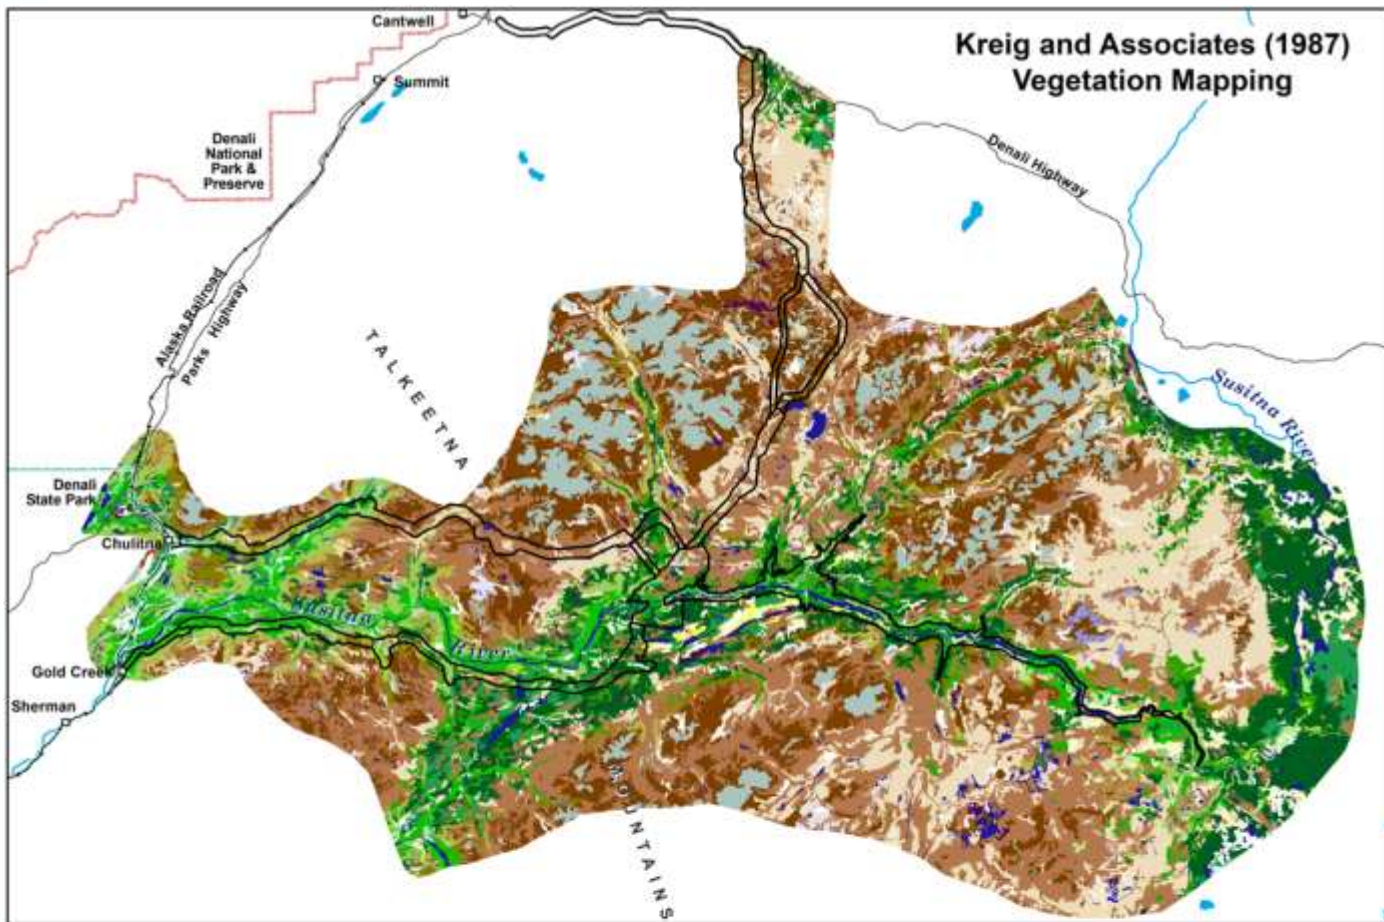 Cantwell
Kreig and Associates (1987)
Vegetation Mapping
Summit
Denali
National
Park &
Preserve
Denali Highway
Alaska Railroad
Parks Highway
TALKEETNA
Susitna River
Denali
State Park
Chulitna
Susitna
River
Gold Creek
Sherman
MOUNTAINS